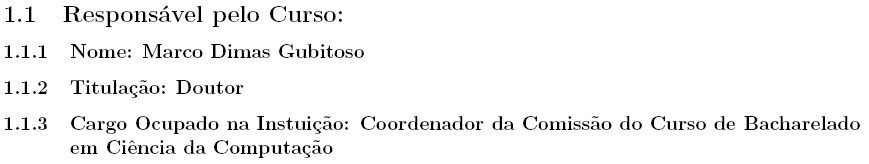 1.1 Responsável pelo Curso:
1.1.1 Nome: Marco Dimas Gubitoso
1.1.2 Titulação: Doutor
1.1.3 Cargo Ocupado na Instuição: Coordenador da Comissão do Curso de Bacharelado
em Ciência da Computação